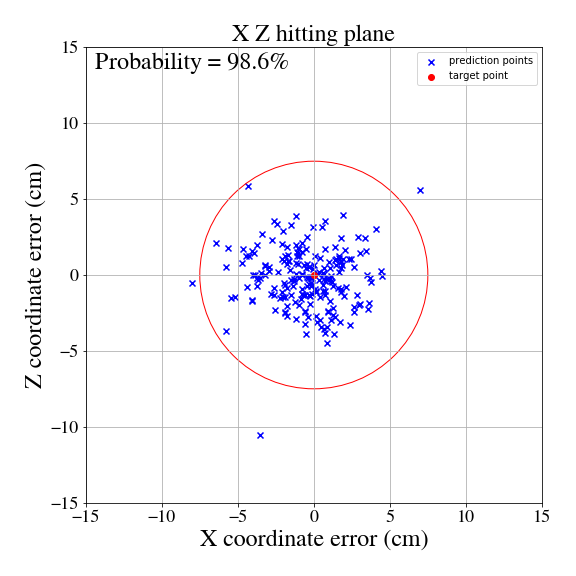 X Z hitting plane
Probability = 98.6%
prediction points
target point
15
10
5
0
−5
−10
−15
Z coordinate error (cm)
−15
−10
−5
0
5
10
15
X coordinate error (cm)